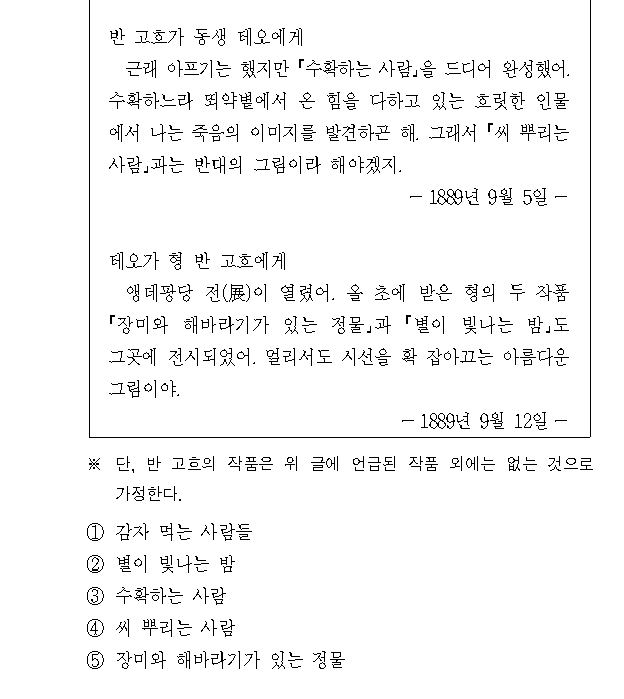 반 고흐가 동생 테오에게
근래 아프기는 했지만 『수확하는 사람』을 드디어 완성했어.
수확하느라 뙤약볕에서 온 힘을 다하고 있는 흐릿한 인물
에서 나는 죽음의 이미지를 발견하곤 해. 그래서 『씨 뿌리는
사람』과는 반대의 그림이라 해야겠지.
－ 1889년 9월 5일 －
테오가 형 반 고흐에게
앵데팡당 전(展)이 열렸어. 올 초에 받은 형의 두 작품
『장미와 해바라기가 있는 정물』과 『별이 빛나는 밤』도
그곳에 전시되었어. 멀리서도 시선을 확 잡아끄는 아름다운
그림이야.
－ 1889년 9월 12일 －
※ 단, 반 고흐의 작품은 위 글에 언급된 작품 외에는 없는 것으로
가정한다.
① 감자 먹는 사람들
② 별이 빛나는 밤
③ 수확하는 사람
④ 씨 뿌리는 사람
⑤ 장미와 해바라기가 있는 정물